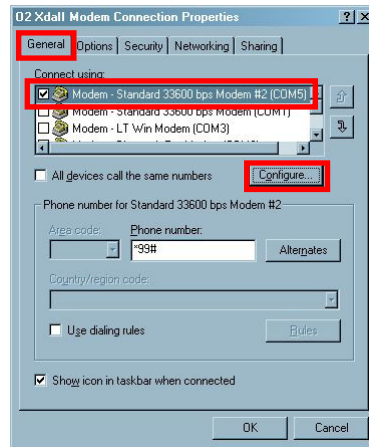 02 Xdall Modem Connection Properties
General Options Security Networking Sharing
Connect using:
Modem - Standard 33600 bps Modem #2 (COM5)
Modem - Standard 33600 bps Modem (COM1)
Modem - LT Win Modem (COM3)
All devices call the same numbers Configure...
Phone number for Standard 33600 bps Modem #2
Area code: Phone number:
*99# Alternates
Country/region code:
Use dialing rules Rules
Show icon in taskbar when connected
OK Cancel